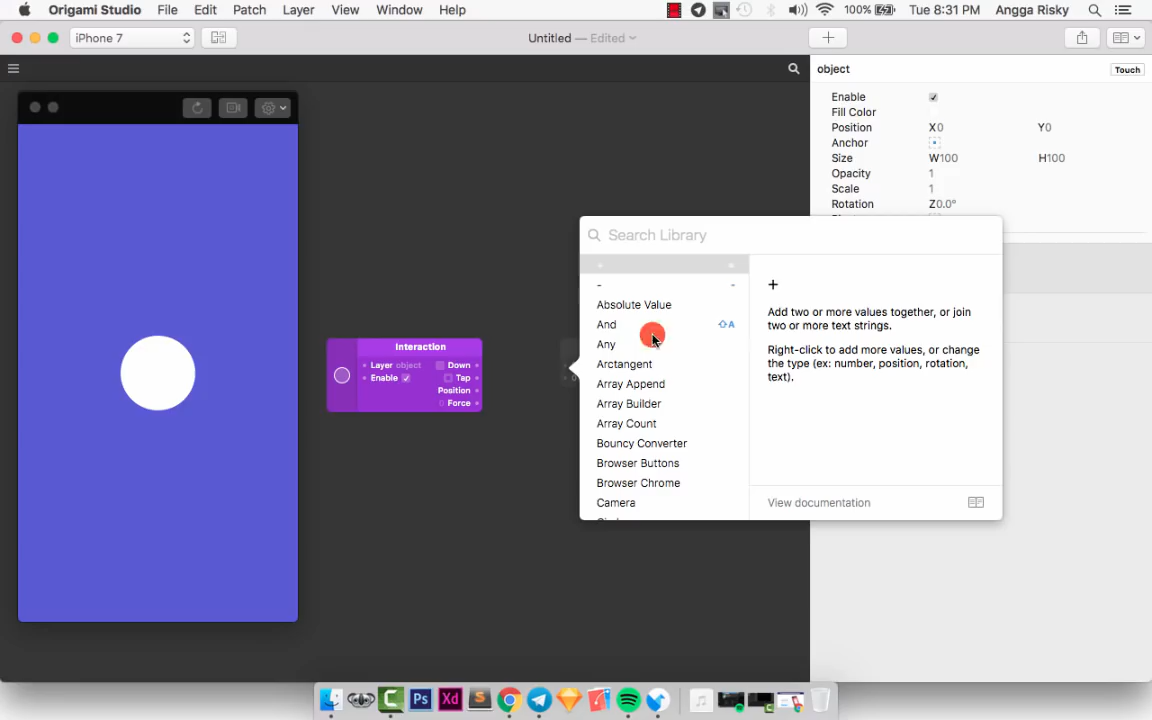 Origami Studio File Edit Patch Layer View Window Help 100% Tue 8:31 PM Angga Risky
iPhone 7
Untitled — Edited
object
Touch
Enable
Fill Color
Position X0 Y0
Anchor
Size W100 H100
Opacity 1
Scale 1
Rotation Z0.0°
Search Library
+ +
- -
Absolute Value
And A
Any
Arctangent
Array Append
Array Builder
Array Count
Bouncy Converter
Browser Buttons
Browser Chrome
Camera
+
Add two or more values together, or join
two or more text strings.
Right-click to add more values, or change
the type (ex: number, position, rotation,
text).
View documentation
Interaction
Layer object Down
Enable Tap
Position
Force
Ps Xd S